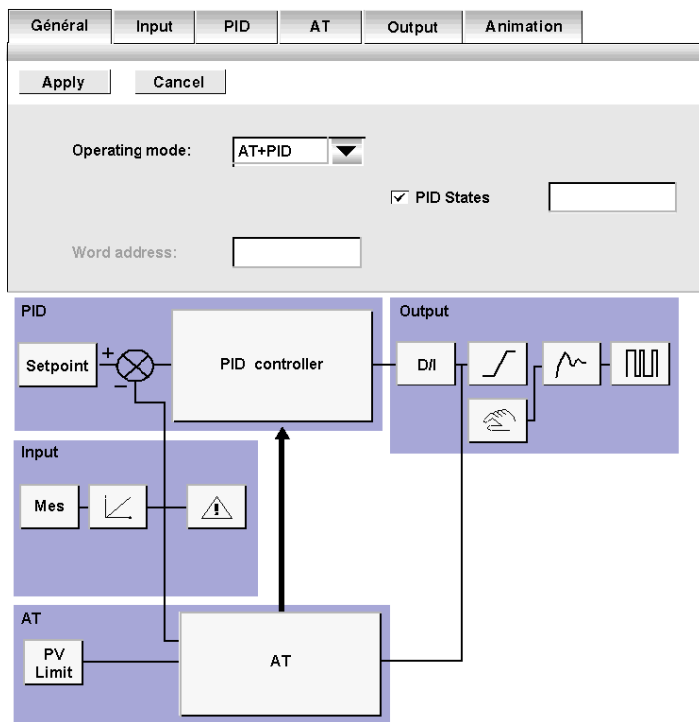 Général Input PID AT Output Animation
Apply Cancel
Operating mode: AT+PID
PID States
Word address:
PID
Output
Setpoint + − PID controller D/I
Input
Mes
AT
PV
Limit
AT